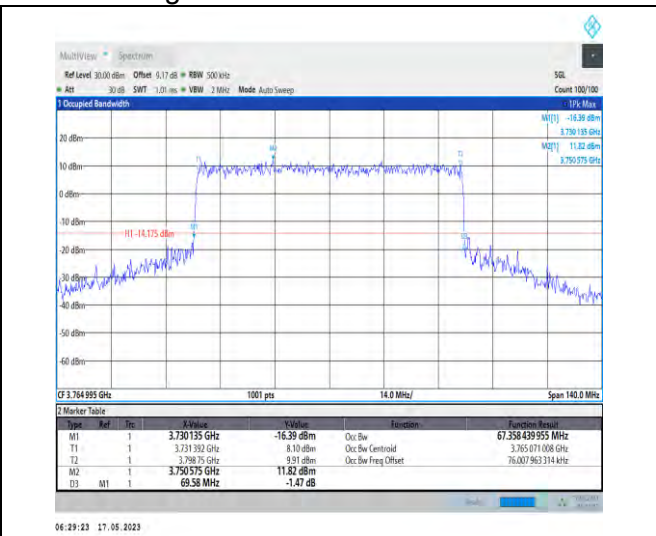 MultiView Spectrum
Ref Level 30.00 dBm Offset 9.17 dB RBW 500 kHz SGL
Att 30 dB SWT 1.01 ms VBW 2 MHz Mode Auto Sweep Count 100/100
1 Occupied Bandwidth 1Pk Max
M1[1] -16.39 dBm
3.730 135 GHz
20 dBm M2[1] 11.82 dBm
3.750 575 GHz
T1 M2 T2
10 dBm
0 dBm
-10 dBm
M1
H1 -14.175 dBm
D3
-20 dBm
-30 dBm
-40 dBm
-50 dBm
-60 dBm
CF 3.764 995 GHz 1001 pts 14.0 MHz/ Span 140.0 MHz
2 Marker Table
Type Ref Trc X-Value Y-Value Function Function Result
M1 1 3.730135 GHz -16.39 dBm Occ Bw 67.358 439 955 MHz
T1 1 3.731 392 GHz 8.10 dBm Occ Bw Centroid 3.765 071 008 GHz
T2 1 3.798 75 GHz 9.91 dBm Occ Bw Freq Offset 76.007 963 314 kHz
M2 1 3.750575 GHz 11.82 dBm
D3 M1 1 69.58 MHz -1.47 dB
06:29:23 17.05.2023